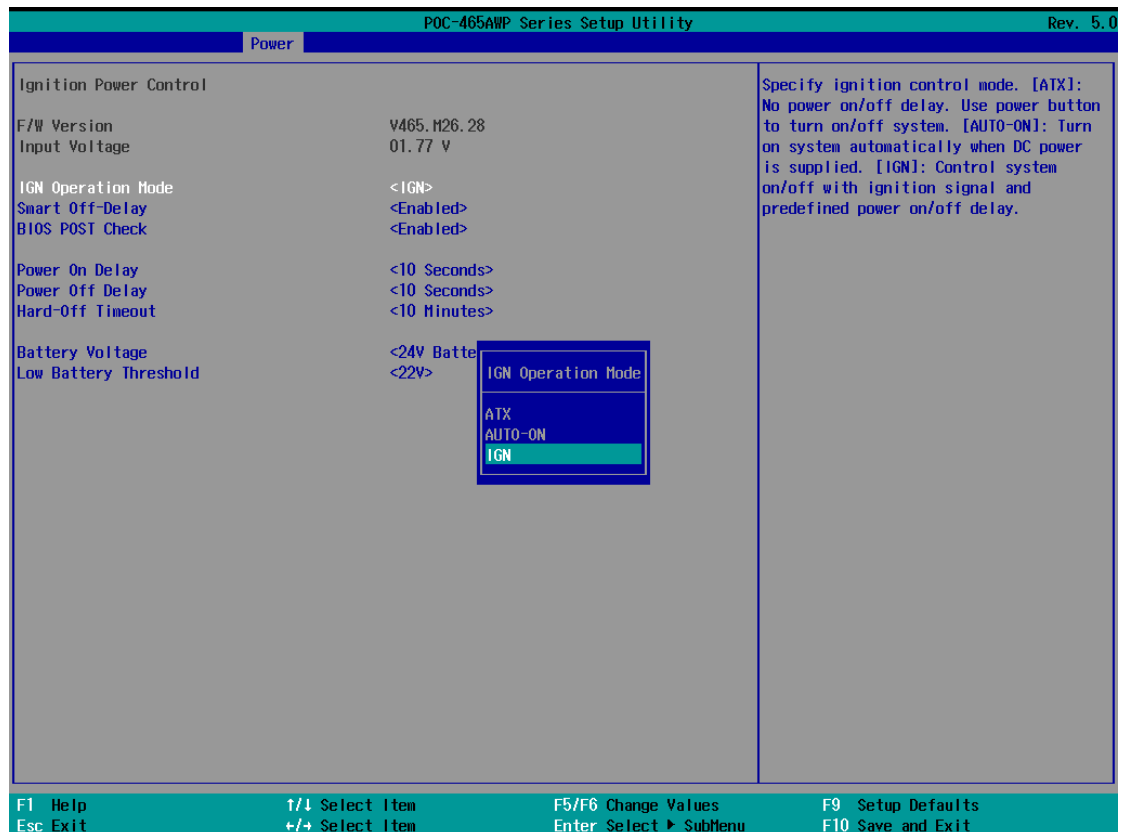 POC-465AWP Series Setup Utility Rev. 5.0
Power
Ignition Power Control
F/W Version V465.M26.28
Input Voltage 01.77 V
IGN Operation Mode <IGN>
Smart Off-Delay <Enabled>
BIOS POST Check <Enabled>
Power On Delay <10 Seconds>
Power Off Delay <10 Seconds>
Hard-Off Timeout <10 Minutes>
Battery Voltage <24V Batte
Low Battery Threshold <22V>
IGN Operation Mode
ATX
AUTO-ON
IGN
Specify ignition control mode. [ATX]:
No power on/off delay. Use power button
to turn on/off system. [AUTO-ON]: Turn
on system automatically when DC power
is supplied. [IGN]: Control system
on/off with ignition signal and
predefined power on/off delay.
F1 Help ↑/↓ Select Item F5/F6 Change Values F9 Setup Defaults
Esc Exit ←/→ Select Item Enter Select ▶ SubMenu F10 Save and Exit